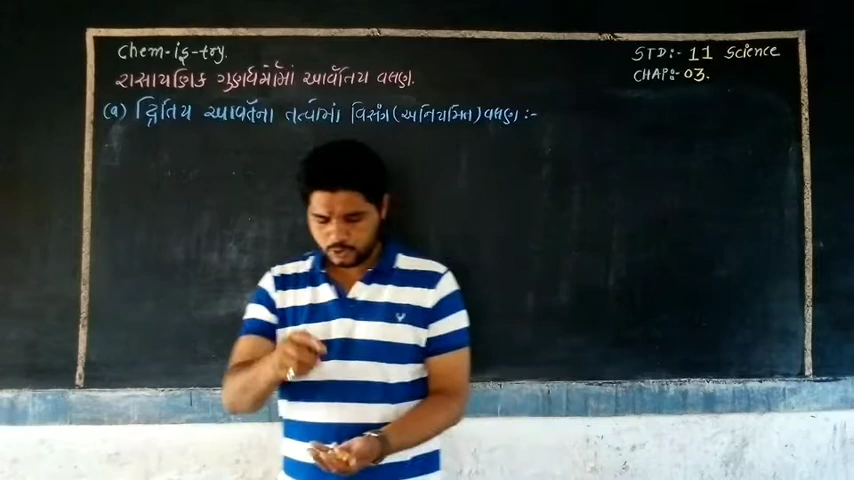 Chem-is-try.
રાસાયણિક ગુણધર્મોમાં આવર્તિય વલણ.
(a) દ્વિતિય આવર્તના તત્વોમાં વિસંગ (અનિયમિત) વલણ :-
STD:- 11 Science
CHAP:- 03.